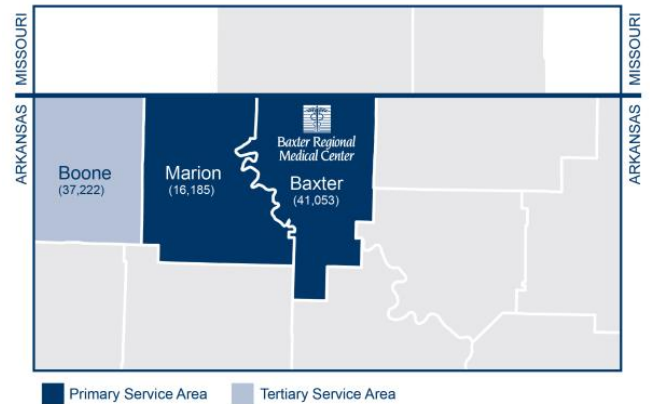 MISSOURI
MISSOURI
ARKANSAS
ARKANSAS
Baxter Regional
Medical Center
Boone
(37,222)
Marion
(16,185)
Baxter
(41,053)
Primary Service Area
Tertiary Service Area